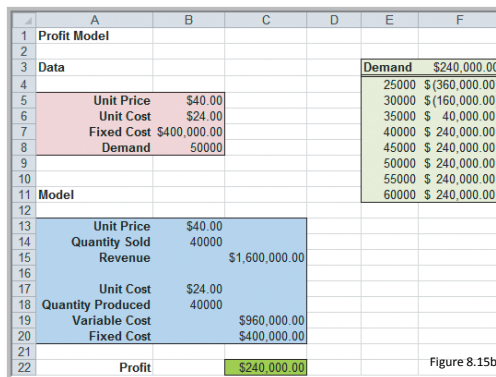 A B C D E F
1 Profit Model
2
3 Data Demand $240,000.00
4 25000 $(360,000.00
5 Unit Price $40.00 30000 $(160,000.00
6 Unit Cost $24.00 35000 $ 40,000.00
7 Fixed Cost $400,000.00 40000 $ 240,000.00
8 Demand 50000 45000 $ 240,000.00
9 50000 $ 240,000.00
10 55000 $ 240,000.00
11 Model 60000 $ 240,000.00
12
13 Unit Price $40.00
14 Quantity Sold 40000
15 Revenue $1,600,000.00
16
17 Unit Cost $24.00
18 Quantity Produced 40000
19 Variable Cost $960,000.00
20 Fixed Cost $400,000.00
21
22 Profit $240,000.00 Figure 8.15b